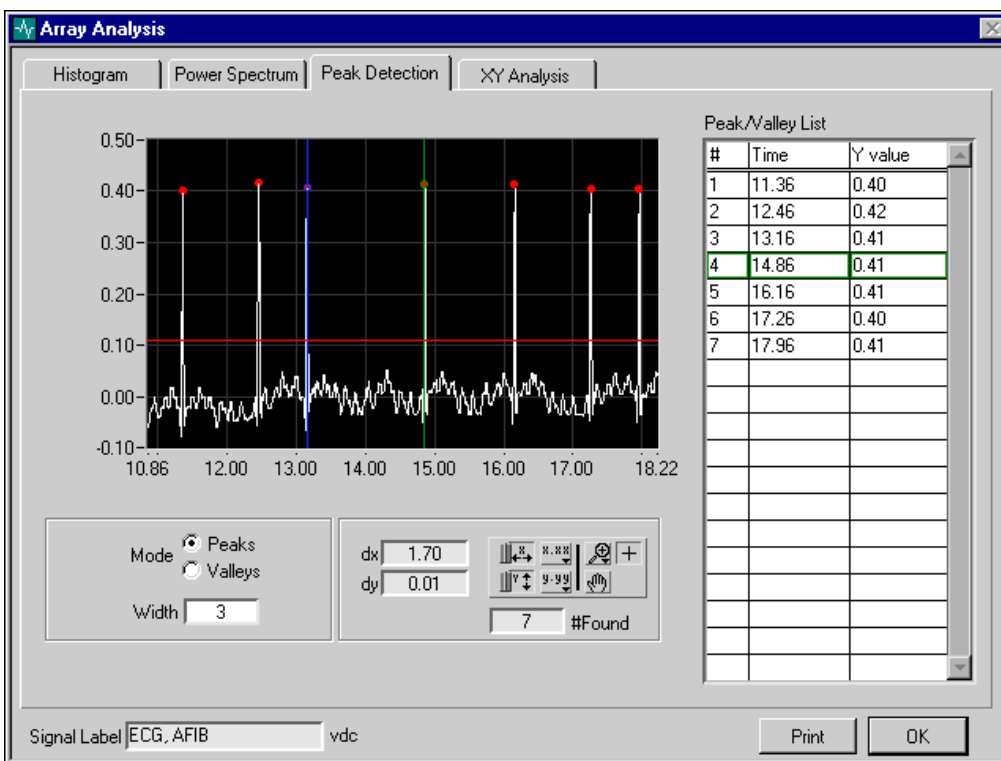 Array Analysis
Histogram Power Spectrum Peak Detection XY Analysis
0.50
0.40
0.30
0.20
0.10
0.00
-0.10
10.86 12.00 13.00 14.00 15.00 16.00 17.00 18.22
Peak/Valley List
# Time Y value
1 11.36 0.40
2 12.46 0.42
3 13.16 0.41
4 14.86 0.41
5 16.16 0.41
6 17.26 0.40
7 17.96 0.41
Mode Peaks
Valleys
Width 3
dx 1.70
dy 0.01
X X.XX
Y Y.YY
7 #Found
Signal Label ECG, AFIB vdc
Print OK